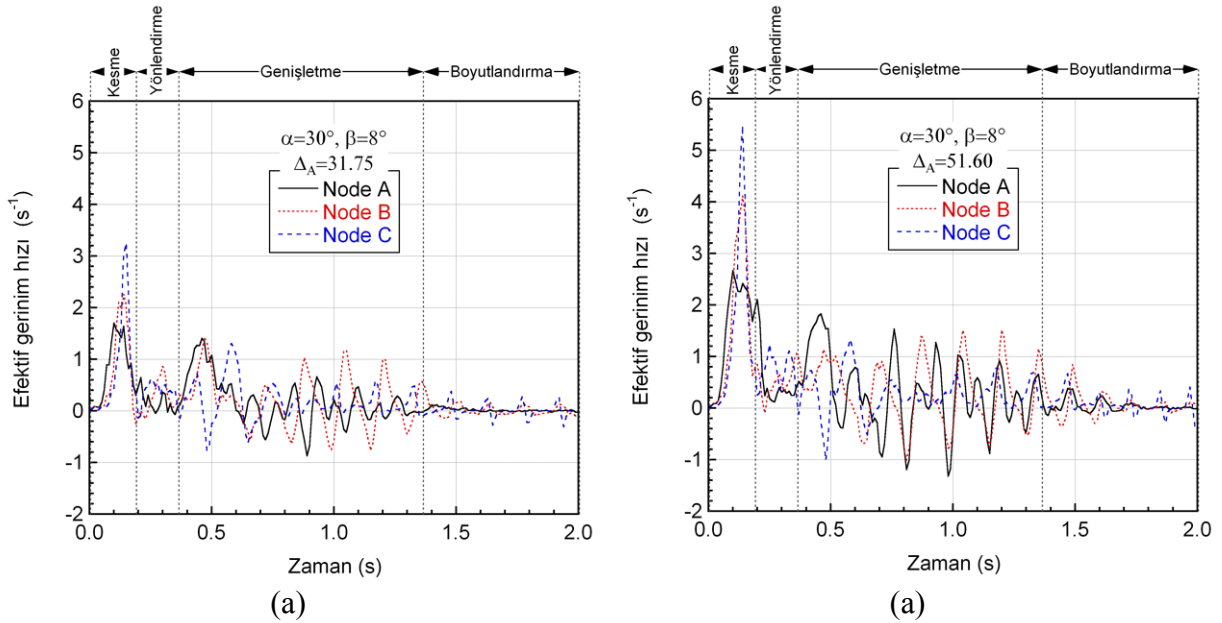 Kesme
Yönlendirme
Genişletme
Boyutlandırma
6
5
4
3
2
1
0
-1
-2
Efektif gerinim hızı (s⁻¹)
α=30°, β=8°
Δ_A=31.75
Node A
Node B
Node C
0.0 0.5 1.0 1.5 2.0
Zaman (s)
(a)
Kesme
Yönlendirme
Genişletme
Boyutlandırma
6
5
4
3
2
1
0
-1
-2
Efektif gerinim hızı (s⁻¹)
α=30°, β=8°
Δ_A=51.60
Node A
Node B
Node C
0.0 0.5 1.0 1.5 2.0
Zaman (s)
(a)